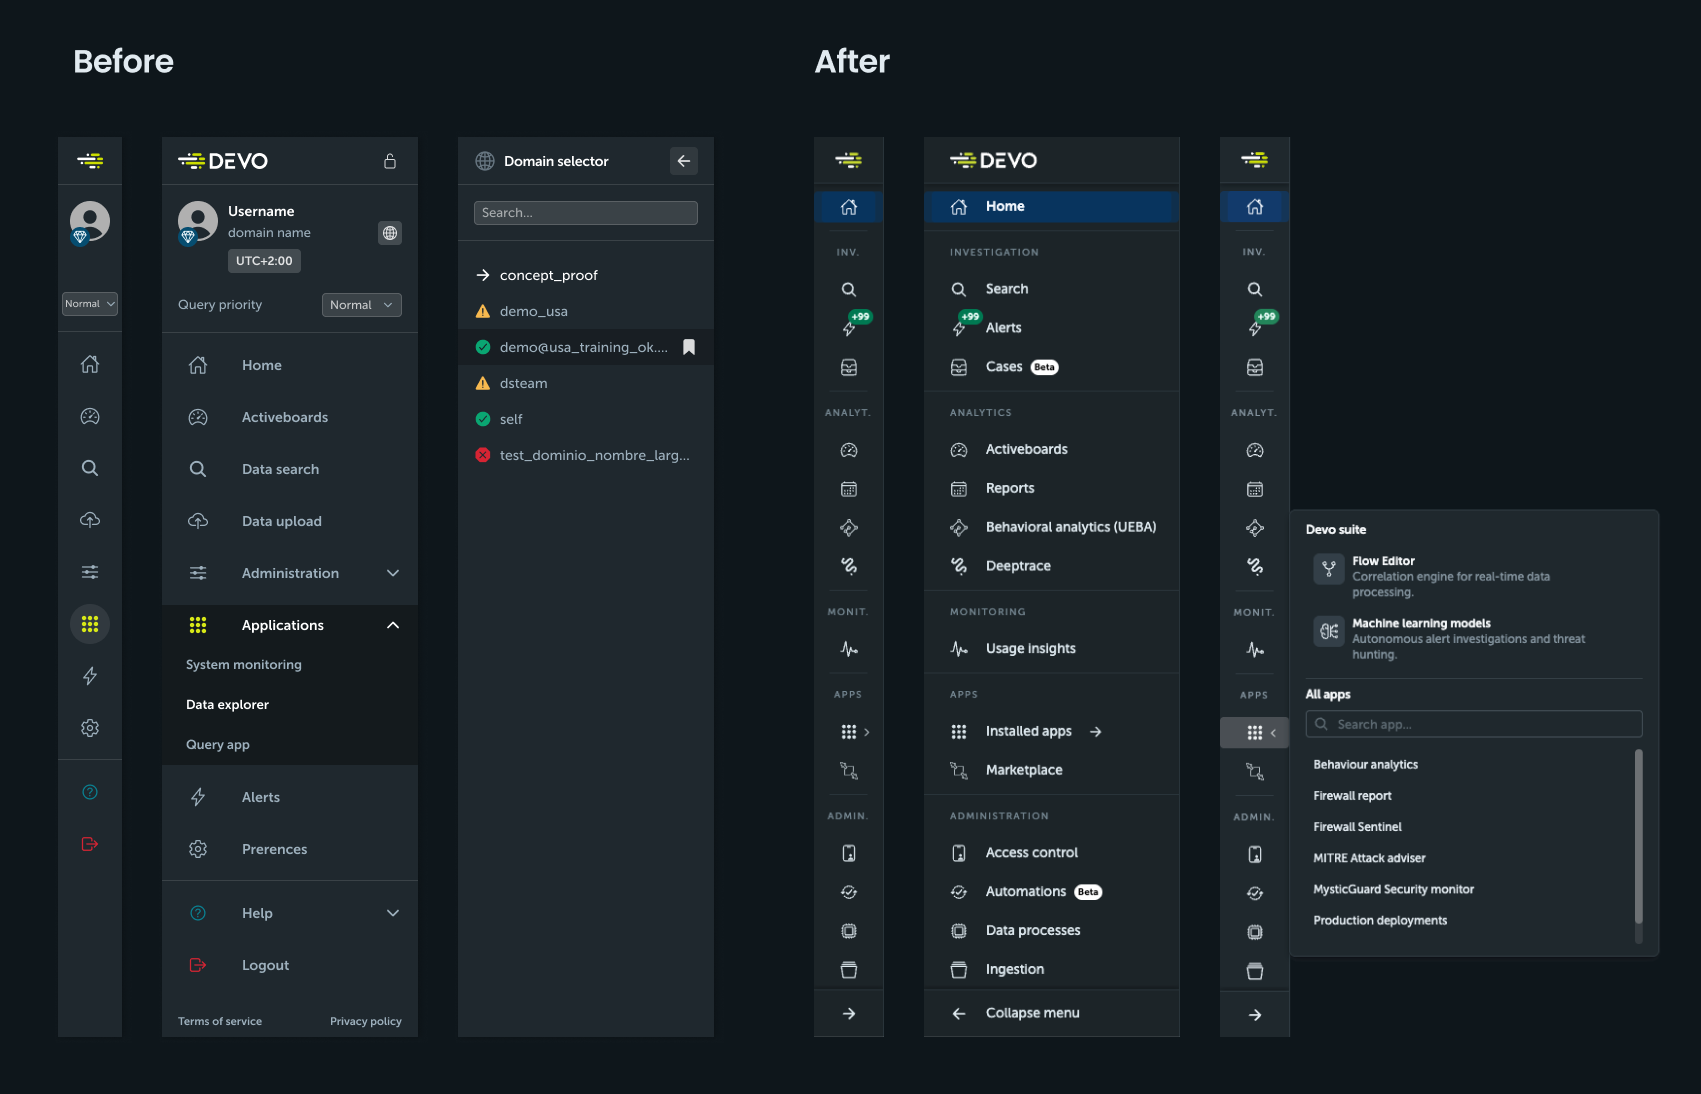 Before
Normal
DEVO
Username
domain name
UTC+2:00
Query priority
Normal
Home
Activeboards
Data search
Data upload
Administration
Applications
System monitoring
Data explorer
Query app
Alerts
Prerences
Help
Logout
Terms of service
Privacy policy
Domain selector
Search...
concept_proof
demo_usa
demo@usa_training_ok....
dsteam
self
test_dominio_nombre_larg...
After
INV.
+99
ANALYT.
MONIT.
APPS
ADMIN.
DEVO
Home
INVESTIGATION
Search
+99
Alerts
Cases Beta
ANALYTICS
Activeboards
Reports
Behavioral analytics (UEBA)
Deeptrace
MONITORING
Usage insights
APPS
Installed apps
Marketplace
ADMINISTRATION
Access control
Automations Beta
Data processes
Ingestion
Collapse menu
INV.
+99
ANALYT.
MONIT.
APPS
ADMIN.
Devo suite
Flow Editor
Correlation engine for real-time data
processing.
Machine learning models
Autonomous alert investigations and threat
hunting.
All apps
Search app...
Behaviour analytics
Firewall report
Firewall Sentinel
MITRE Attack adviser
MysticGuard Security monitor
Production deployments